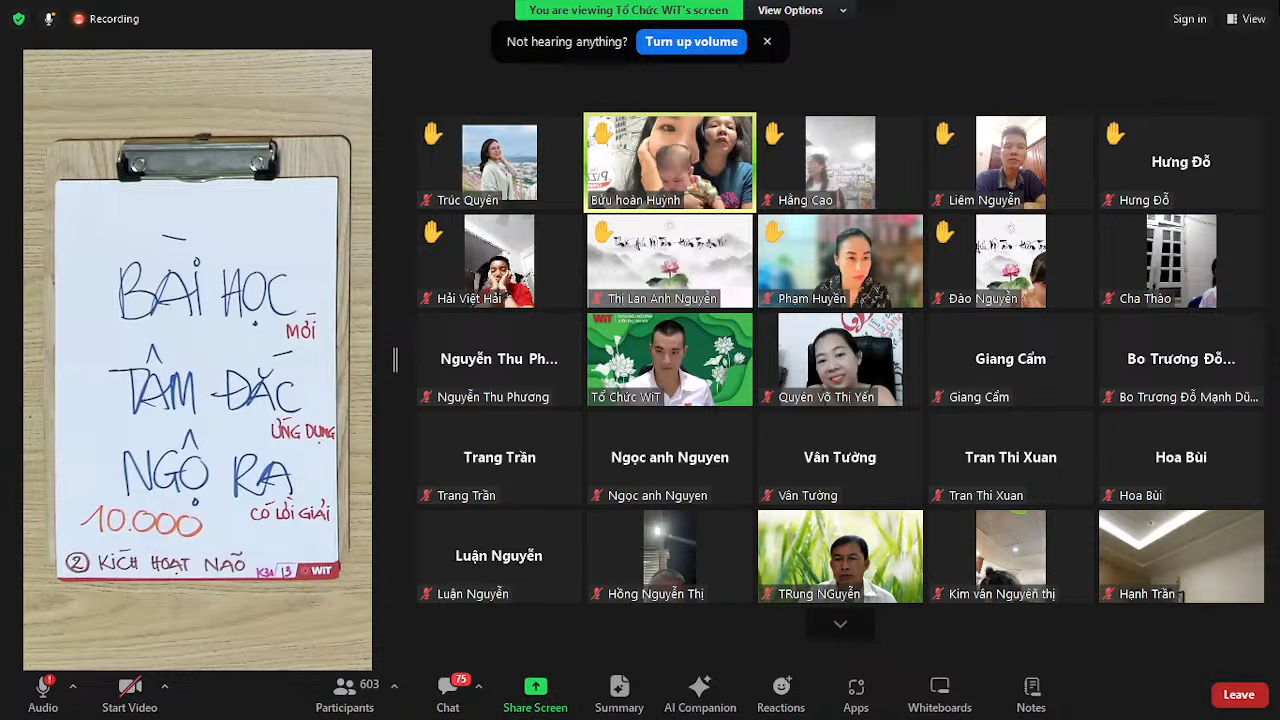 Recording
You are viewing Tổ Chức WiT's screen
View Options
Sign in
View
Not hearing anything?
Turn up volume
BÀI HỌC
MỚI
TÂM ĐẮC
ỨNG DỤNG
NGỘ RA
CÓ LỜI GIẢI
10.000
② KÍCH HOẠT NÃO
K31
13
WiT
Trúc Quyên
Bửu hoàn Huỳnh
Hằng Cao
Liêm Nguyễn
Hưng Đỗ
Hưng Đỗ
Hải Việt Hải
Thị Lan Anh Nguyễn
Phạm Huyền
Đào Nguyễn
Cha Thảo
Nguyễn Thu Ph...
Nguyễn Thu Phương
WiT
Tổ Chức WiT
Quyên Võ Thị Yến
Giang Cẩm
Giang Cẩm
Bo Trương Đỗ...
Bo Trương Đỗ Mạnh Dũ...
Trang Trần
Trang Trần
Ngọc anh Nguyen
Ngọc anh Nguyen
Vân Tường
Vân Tường
Tran Thi Xuan
Tran Thi Xuan
Hoa Bùi
Hoa Bùi
Luận Nguyễn
Luận Nguyễn
Hồng Nguyễn Thị
TRung NGuyễn
Kim vân Nguyễn thị
Hạnh Trần
Audio
Start Video
603
Participants
75
Chat
Share Screen
Summary
AI Companion
Reactions
Apps
Whiteboards
Notes
Leave